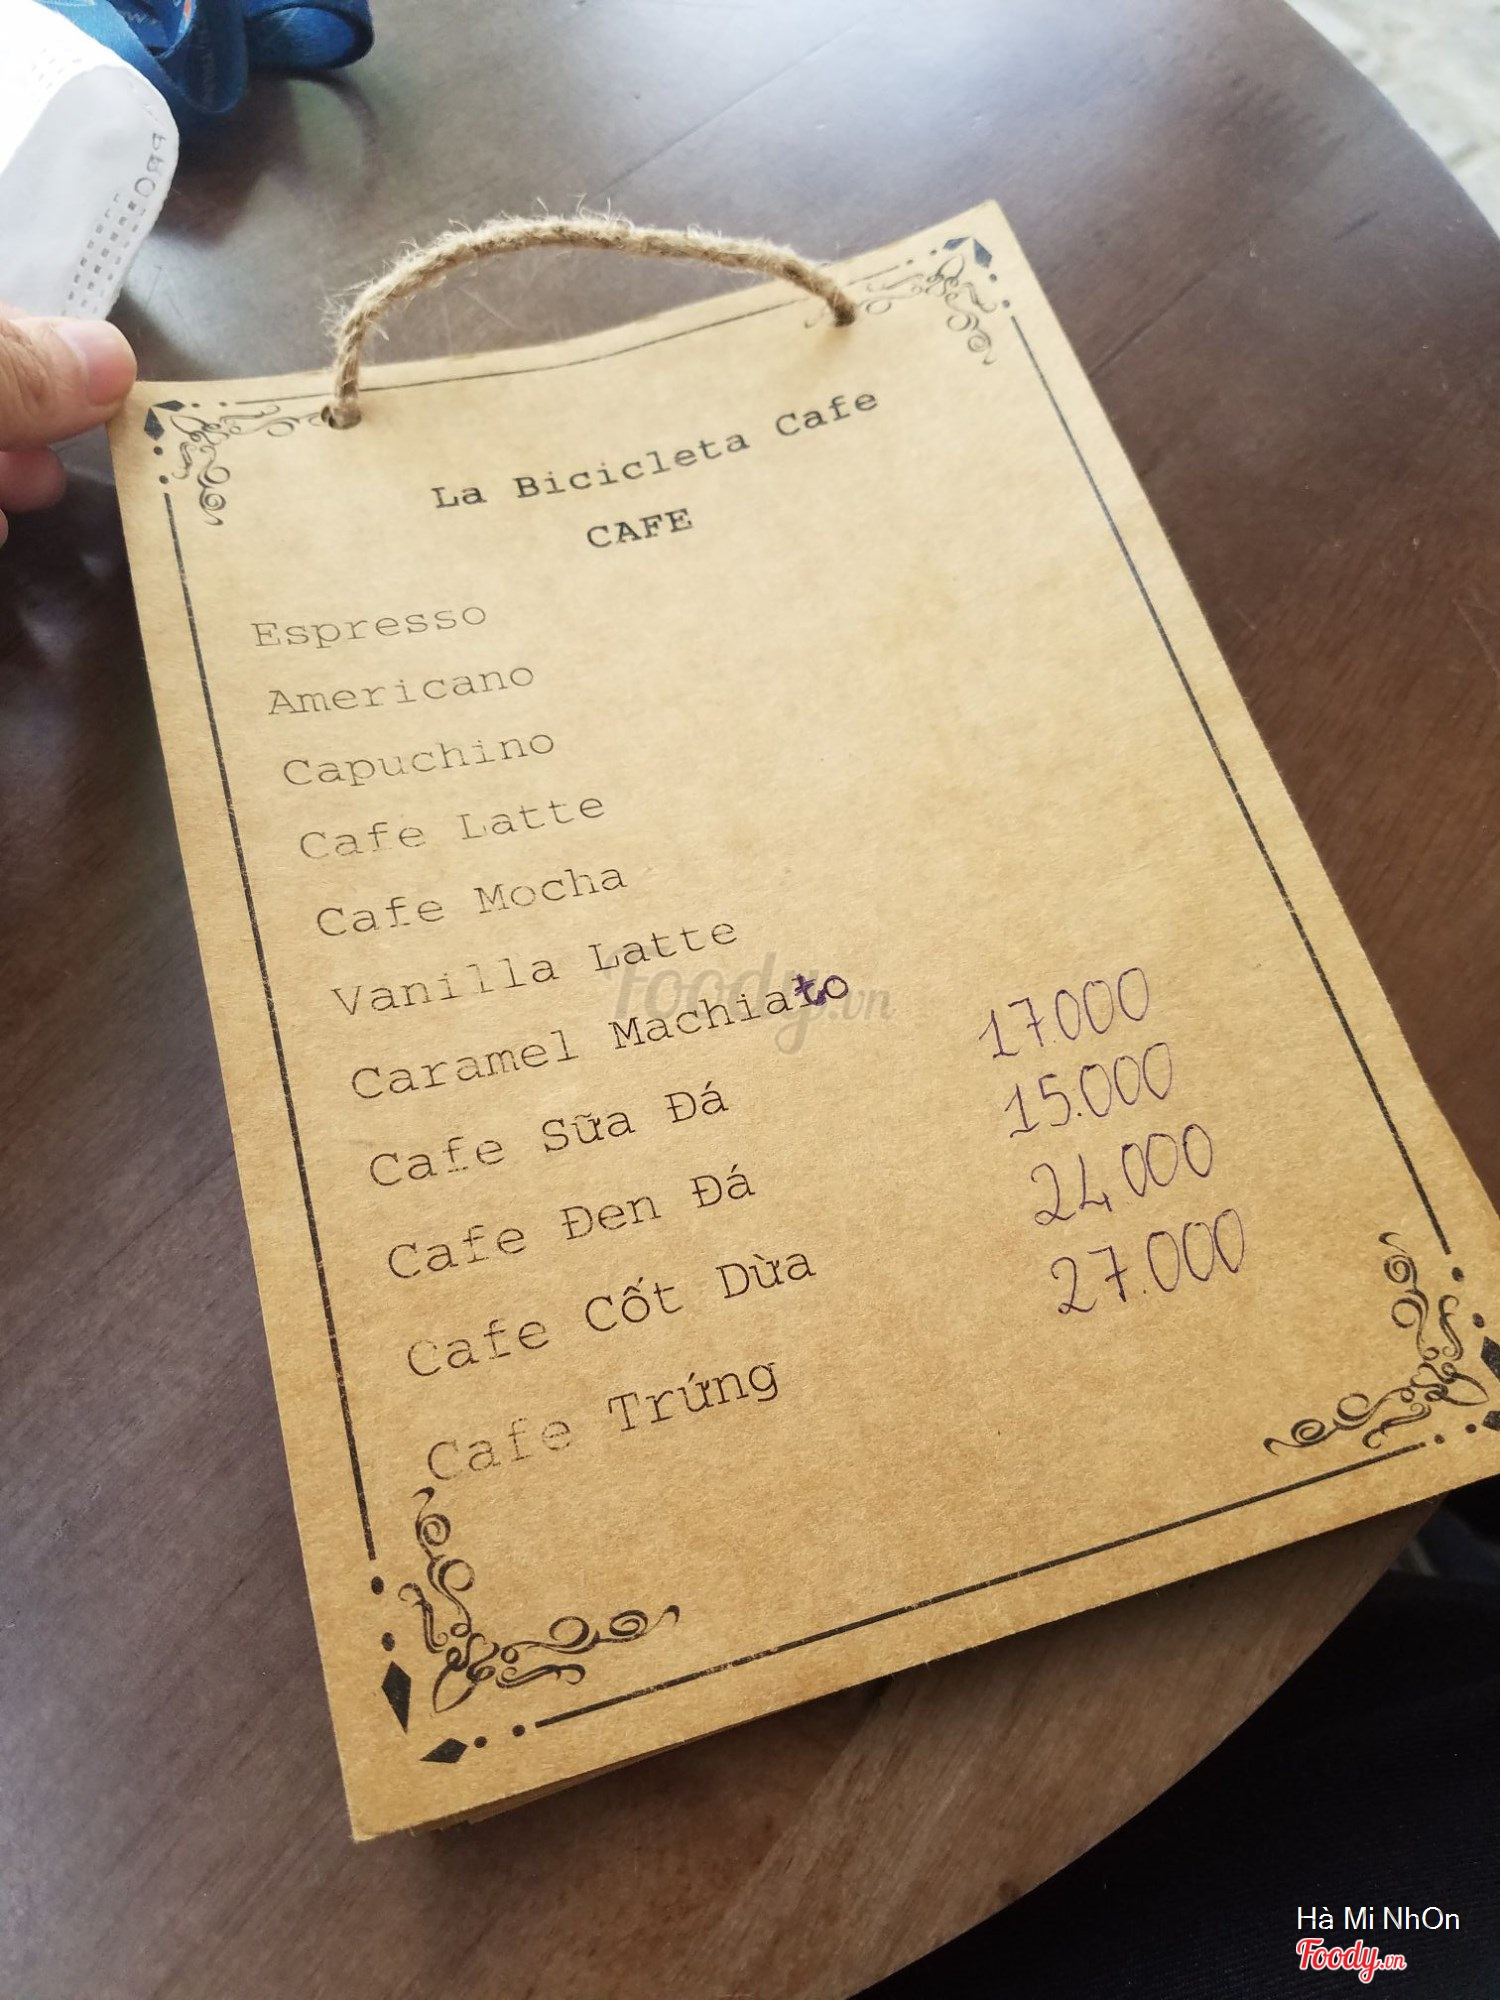 La Bicicleta Cafe
CAFE
Espresso
Americano
Capuchino
Cafe Latte
Cafe Mocha
Vanilla Latte
Caramel Machiato
Cafe Sữa Đá 17.000
Cafe Đen Đá 15.000
Cafe Cốt Dừa 24.000
Cafe Trứng 27.000
Foody.vn
Hà Mi NhOn
Foody.vn